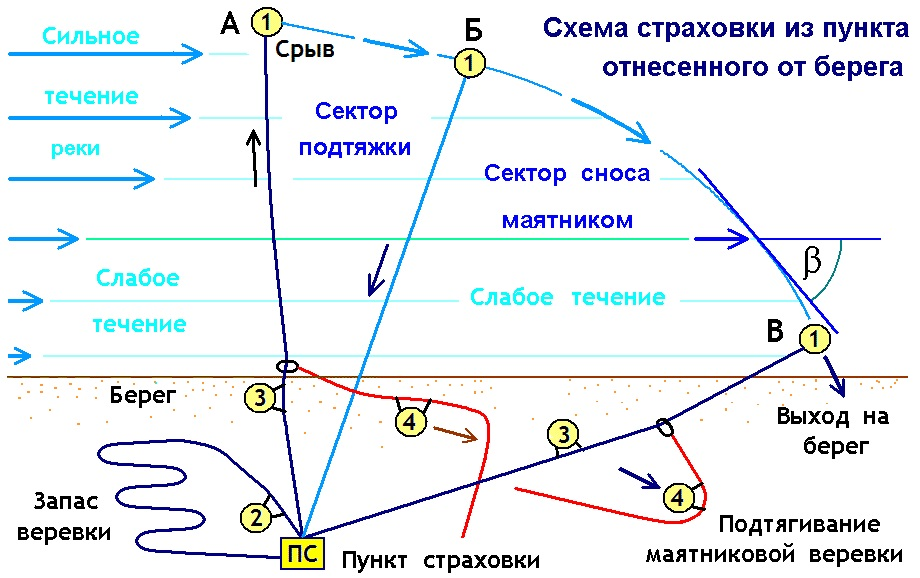 Схема страховки из пункта
отнесенного от берега
А
1
Срыв
Б
1
Сильное
течение
реки
Сектор
подтяжки
Сектор сноса
маятником
β
Слабое
течение
Слабое течение
В
1
Берег
3
4
3
4
Выход на
берег
Запас
веревки
2
ПС
Пункт страховки
Подтягивание
маятниковой веревки